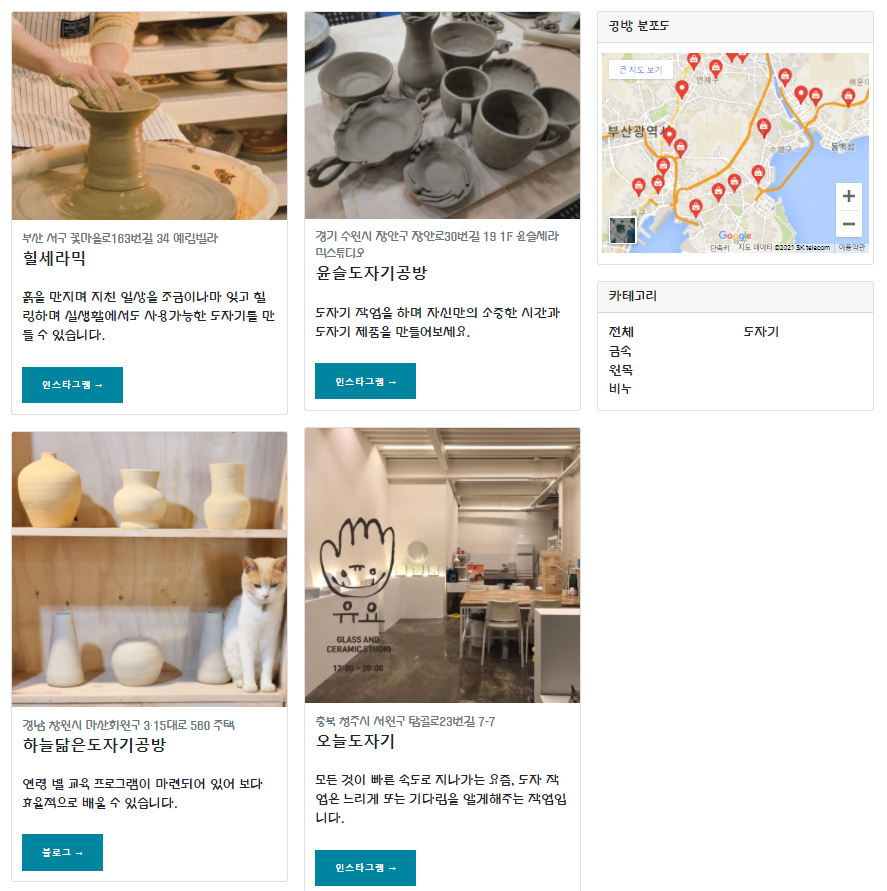 부산 서구 꽃마을로163번길 34 예림빌라
힐세라믹
흙을 만지며 지친 일상을 조금이나마 잊고 힐
링하며 실생활에서도 사용가능한 도자기를 만
들 수 있습니다.
인스타그램 →
경기 수원시 장안구 장안로30번길 19 1F 윤슬세라
믹스튜디오
윤슬도자기공방
도자기 작업을 하며 자신만의 소중한 시간과
도자기 제품을 만들어보세요.
인스타그램 →
공방 분포도
큰 지도 보기
연제구
해운대
부산광역시
수영구
동백섬
동구
Google
단축키
지도 데이터 ©2021 SK telecom
이용약관
카테고리
전체
도자기
금속
원목
비누
경남 창원시 마산회원구 3·15대로 560 주택
하늘닮은도자기공방
연령 별 교육 프로그램이 마련되어 있어 보다
효율적으로 배울 수 있습니다.
블로그 →
유요
GLASS AND
CERAMIC STUDIO
12:00 - 20:00
충북 청주시 서원구 탑골로23번길 7-7
오늘도자기
모든 것이 빠른 속도로 지나가는 요즘, 도자 작
업은 느리게 또는 기다림을 알게해주는 작업입
니다.
인스타그램 →